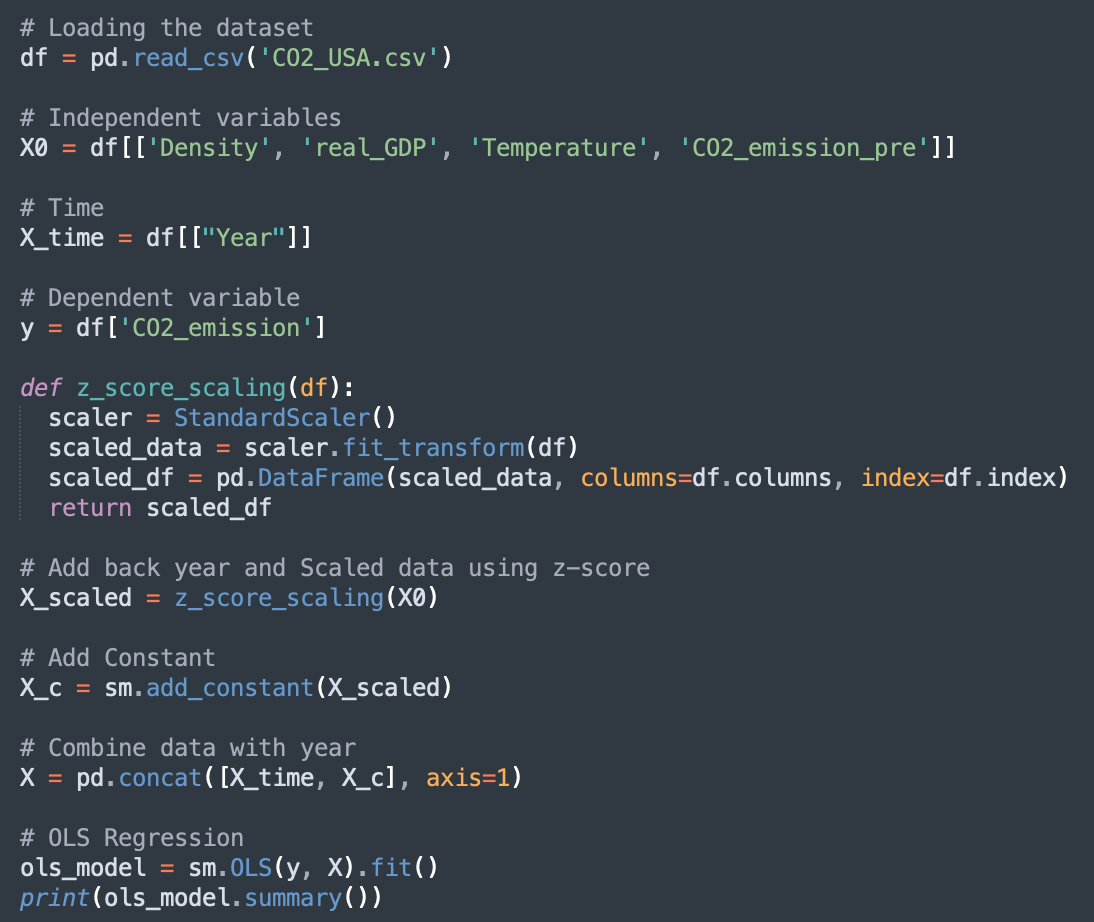 # Loading the dataset
df = pd.read_csv('CO2_USA.csv')
# Independent variables
X0 = df[['Density', 'real_GDP', 'Temperature', 'CO2_emission_pre']]
# Time
X_time = df[["Year"]]
# Dependent variable
y = df['CO2_emission']
def z_score_scaling(df):
  scaler = StandardScaler()
  scaled_data = scaler.fit_transform(df)
  scaled_df = pd.DataFrame(scaled_data, columns=df.columns, index=df.index)
  return scaled_df
# Add back year and Scaled data using z-score
X_scaled = z_score_scaling(X0)
# Add Constant
X_c = sm.add_constant(X_scaled)
# Combine data with year
X = pd.concat([X_time, X_c], axis=1)
# OLS Regression
ols_model = sm.OLS(y, X).fit()
print(ols_model.summary())